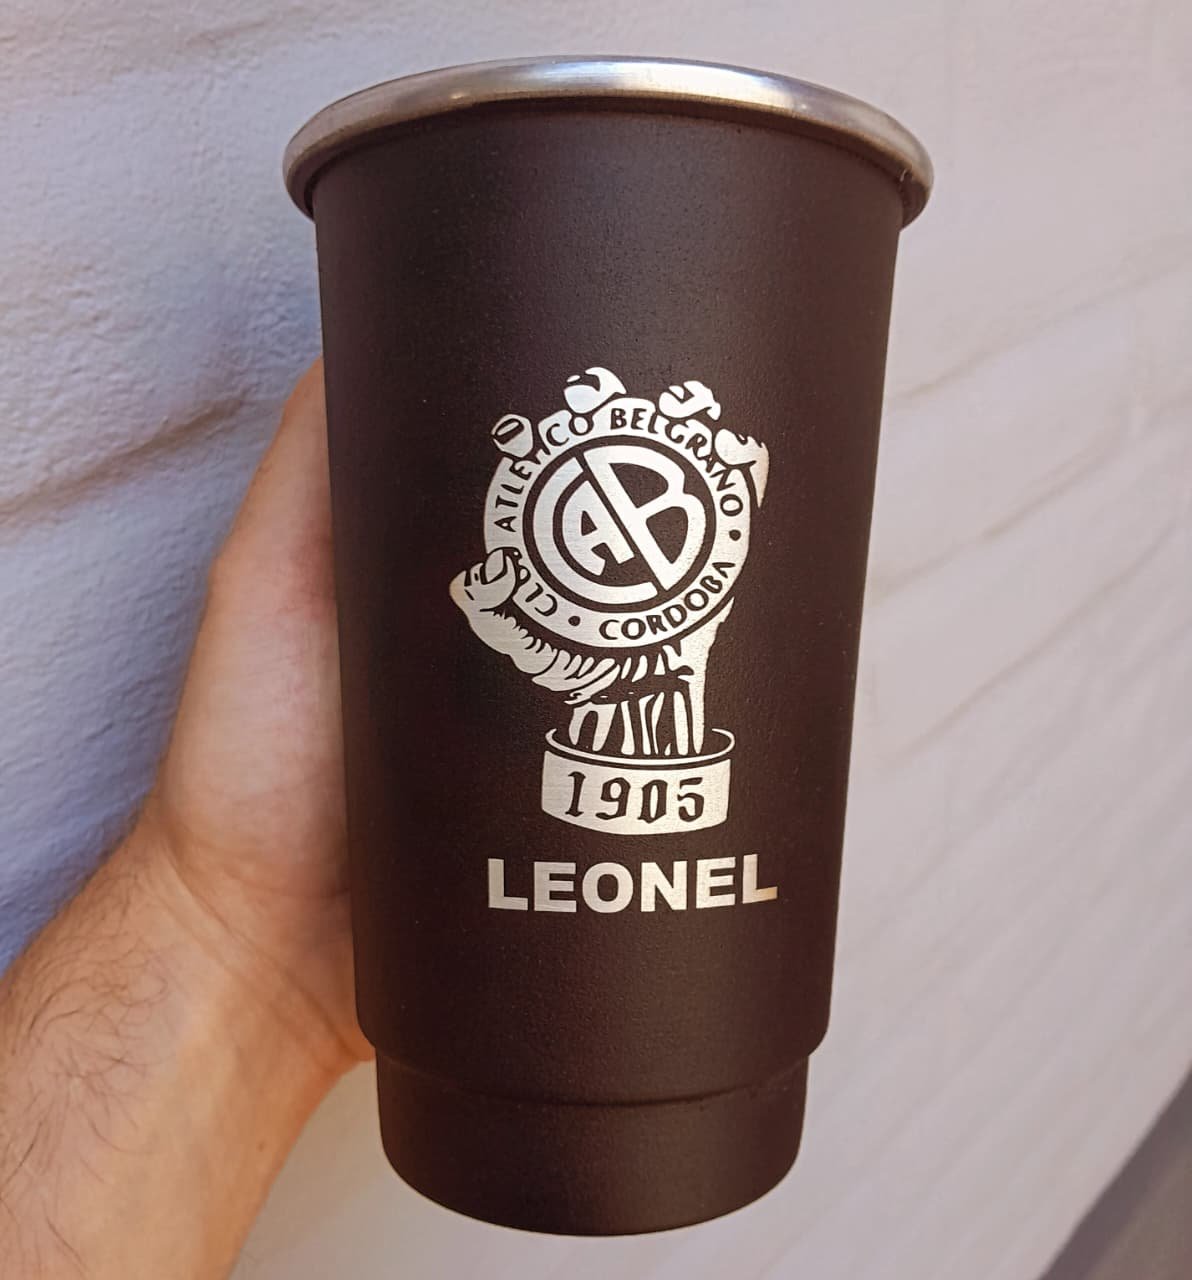 CLUB ATLETICO BELGRANO
CORDOBA
CAB
1905
LEONEL